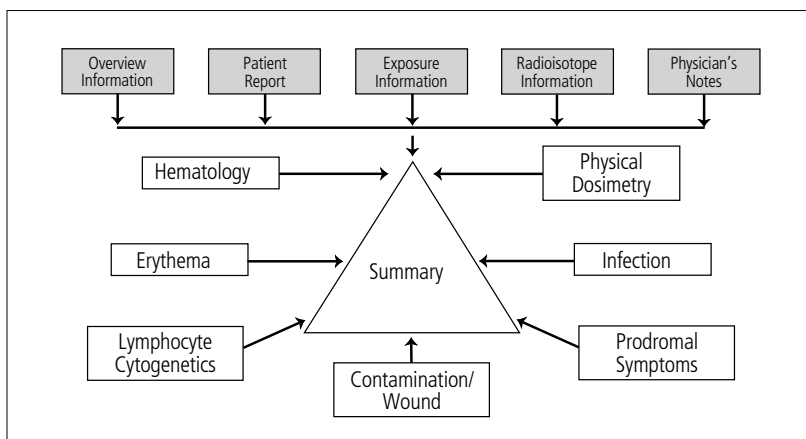 Overview
Information
Patient
Report
Exposure
Information
Radioisotope
Information
Physician's
Notes
Hematology
Physical
Dosimetry
Erythema
Summary
Infection
Lymphocyte
Cytogenetics
Contamination/
Wound
Prodromal
Symptoms